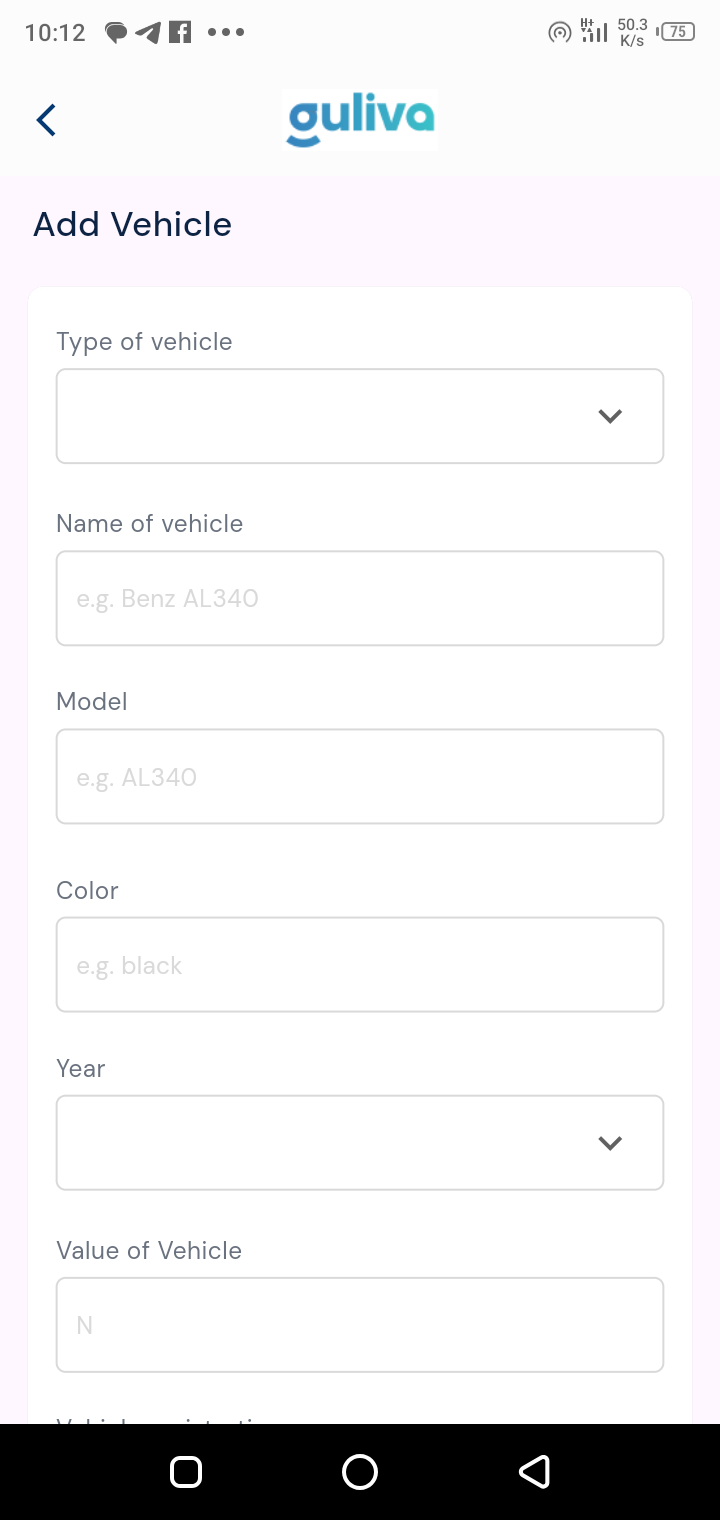 10:12
H+
50.3
K/s
75
guliva
Add Vehicle
Type of vehicle
Name of vehicle
e.g. Benz AL340
Model
e.g. AL340
Color
e.g. black
Year
Value of Vehicle
N